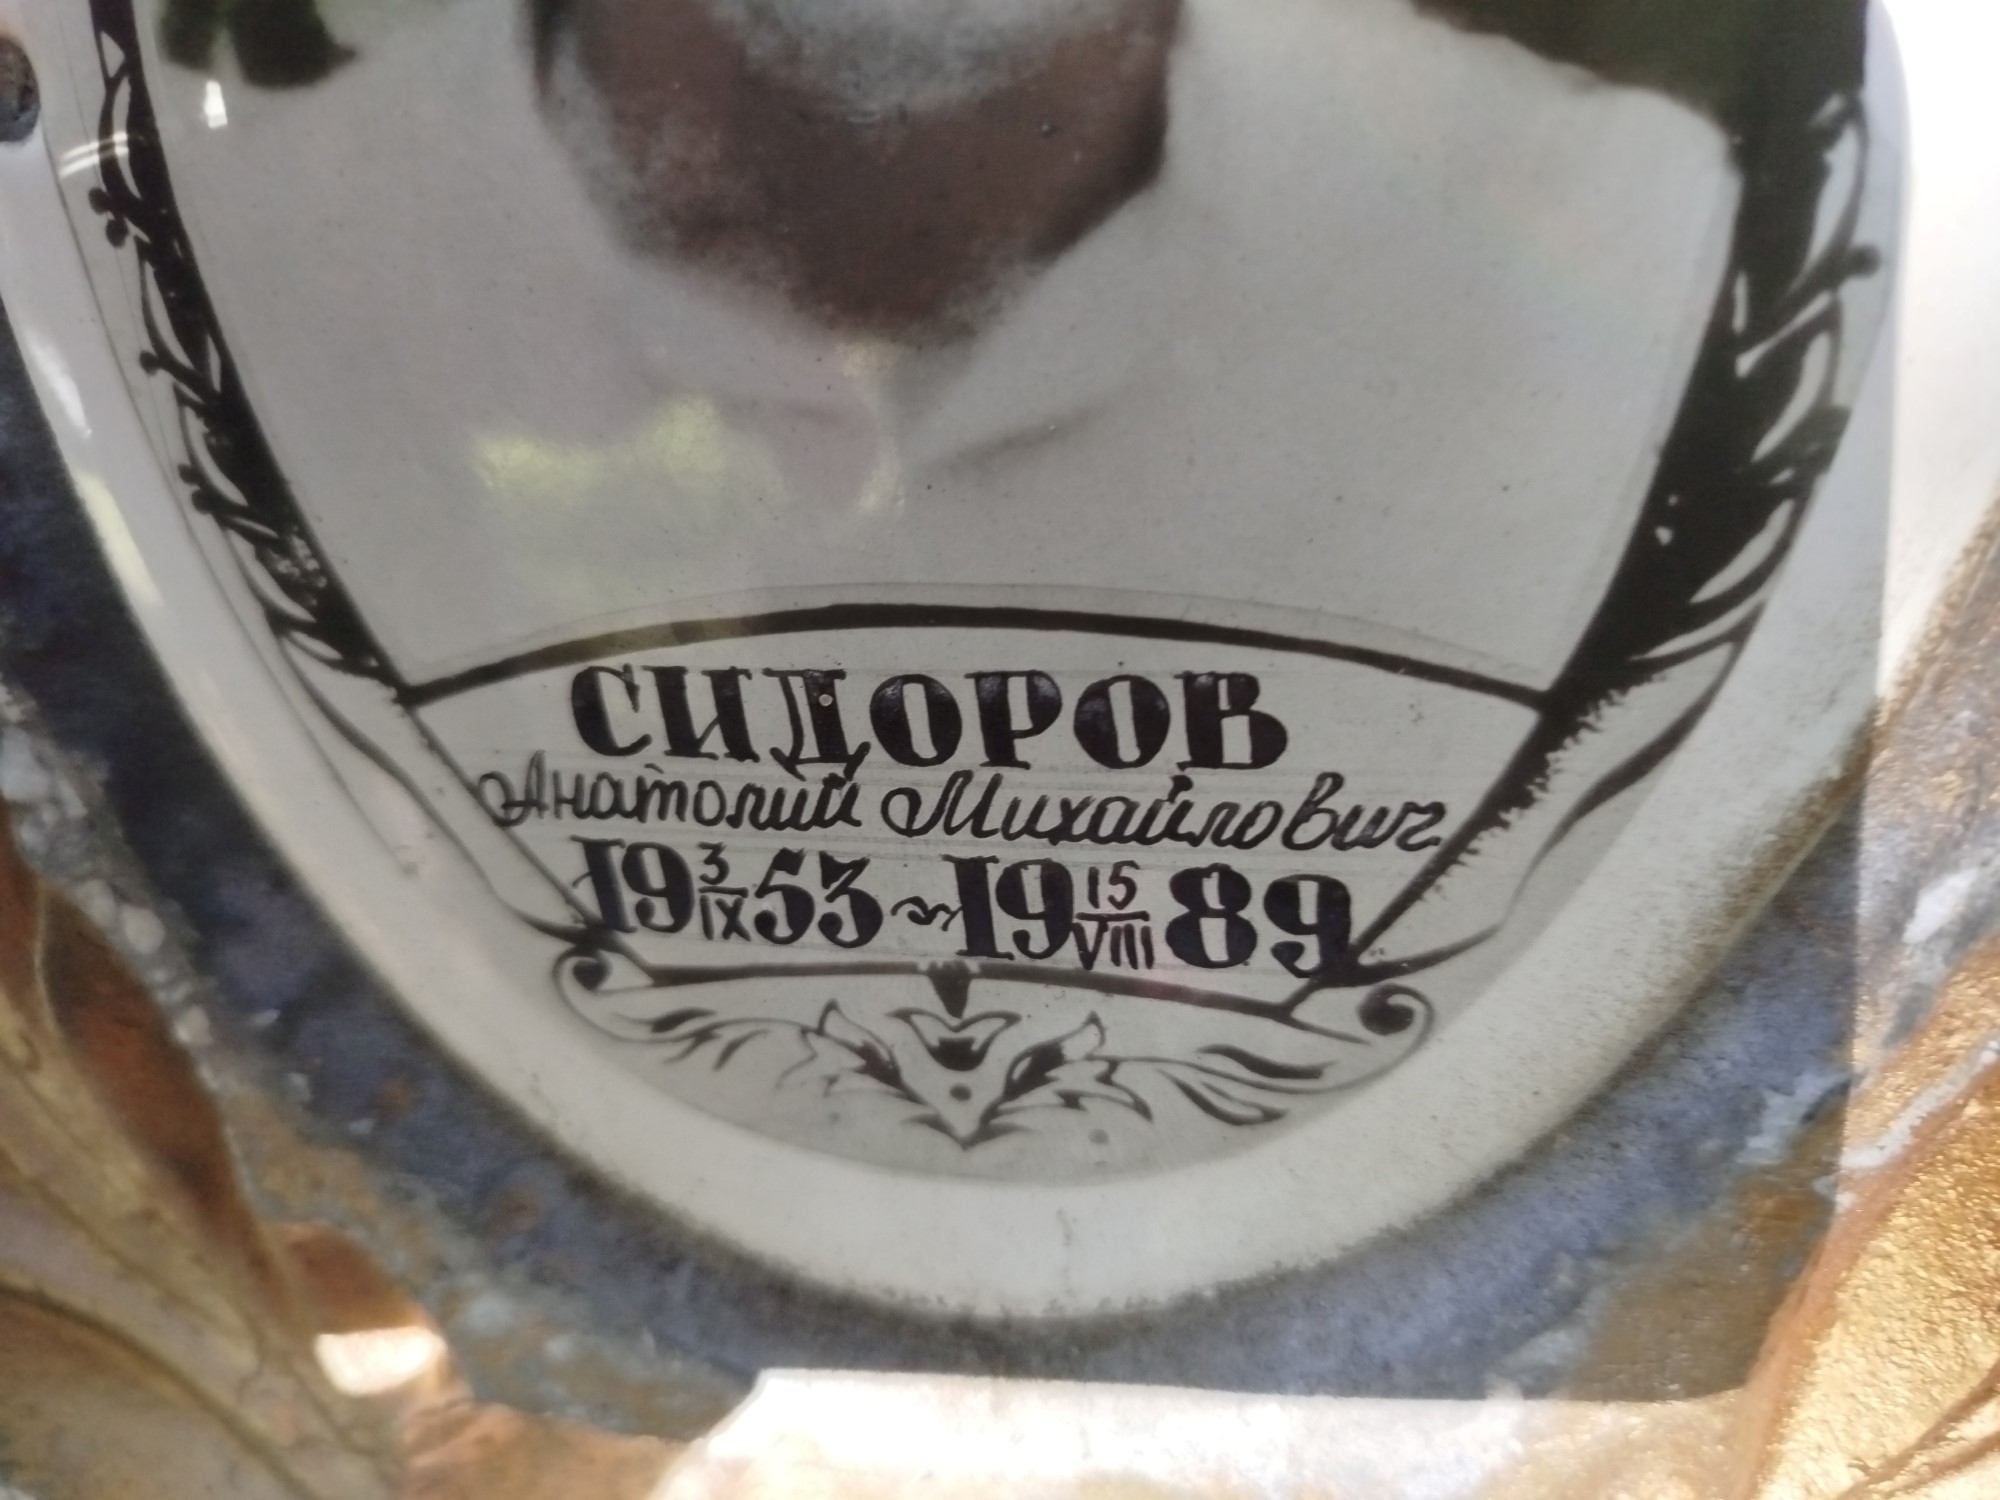 СИДОРОВ
Анатолий Михайлович
19 3/IX 53 ~ 19 15/VIII 89